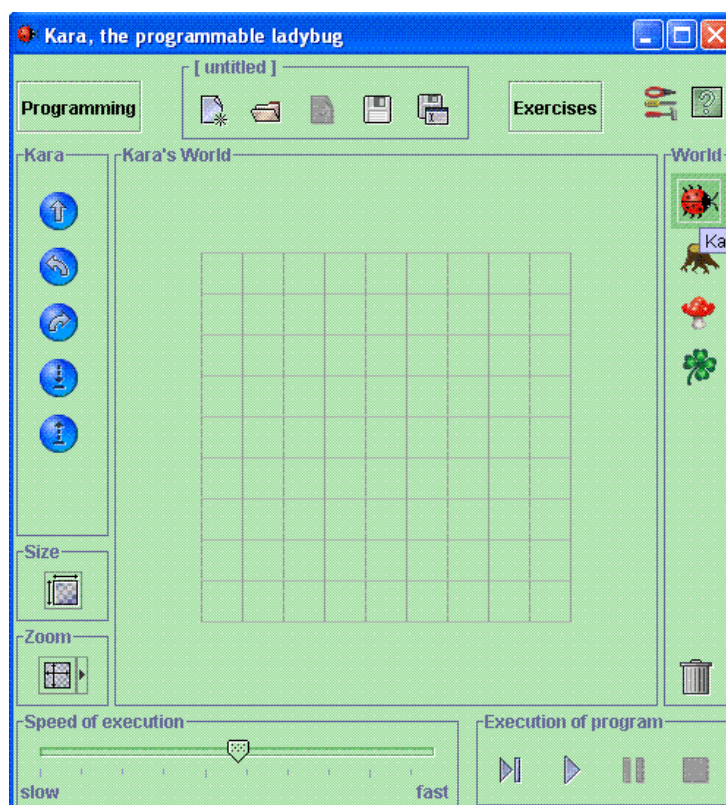 Kara, the programmable ladybug
[ untitled ]
Programming
Exercises
Kara
Kara's World
World
Ka
Size
Zoom
Speed of execution
slow
fast
Execution of program